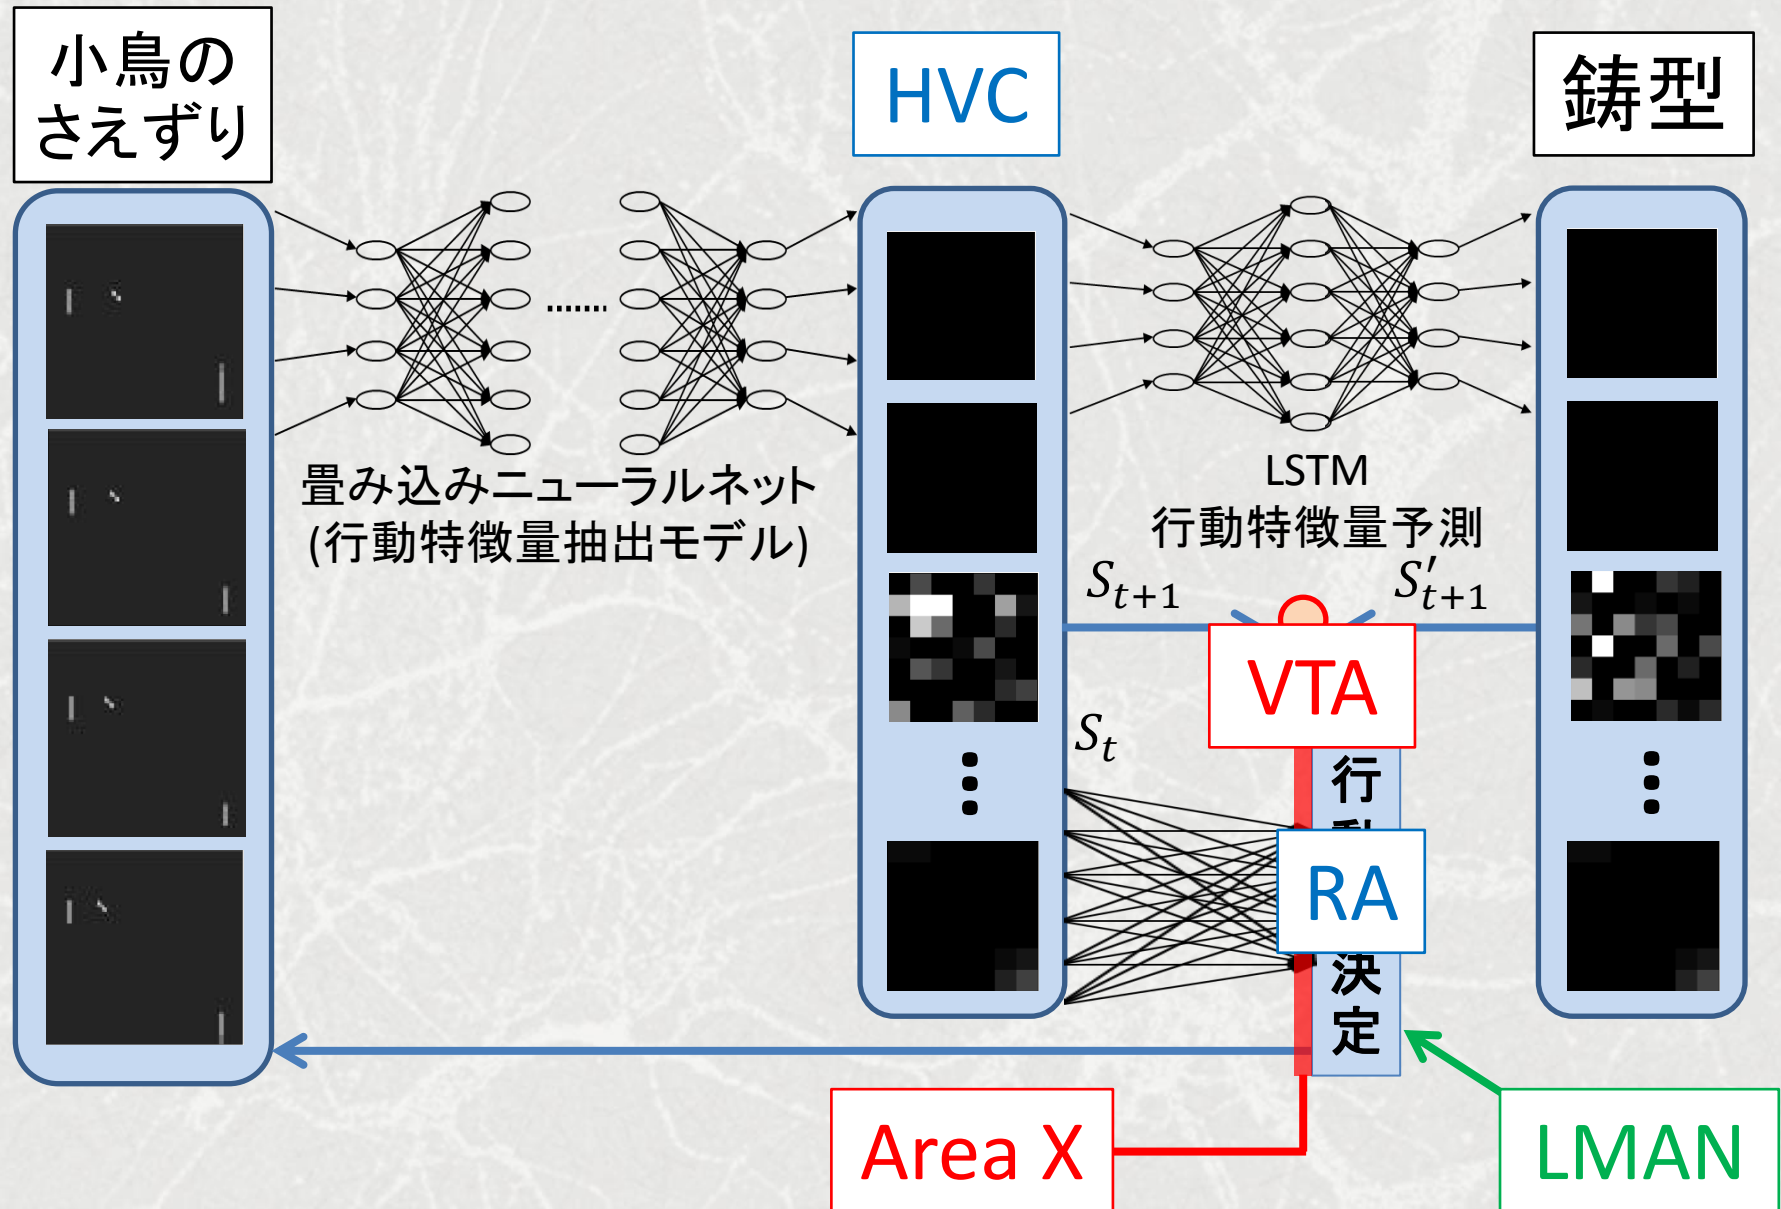 小鳥の
さえずり
HVC
鋳型
.......
畳み込みニューラルネット
(行動特徴量抽出モデル)
LSTM
行動特徴量予測
S_{t+1}
S'_{t+1}
VTA
S_t
行
RA
決
定
Area X
LMAN